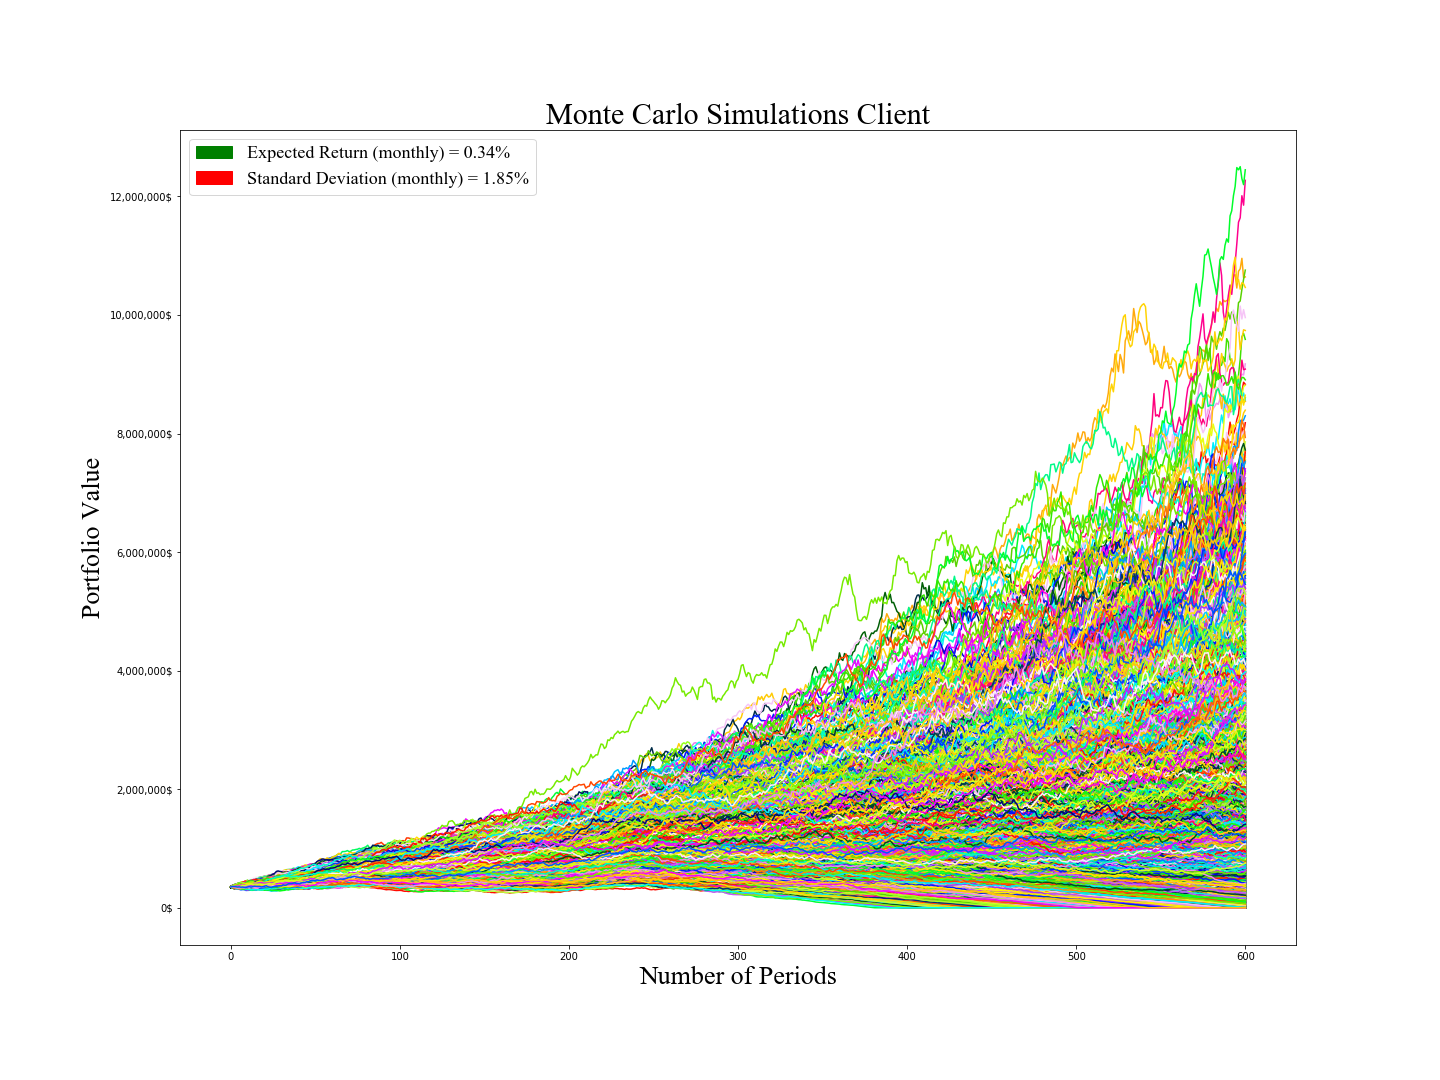 Monte Carlo Simulations Client
Expected Return (monthly) = 0.34%
Standard Deviation (monthly) = 1.85%
12,000,000$
10,000,000$
8,000,000$
6,000,000$
4,000,000$
2,000,000$
0$
Portfolio Value
0 100 200 300 400 500 600
Number of Periods